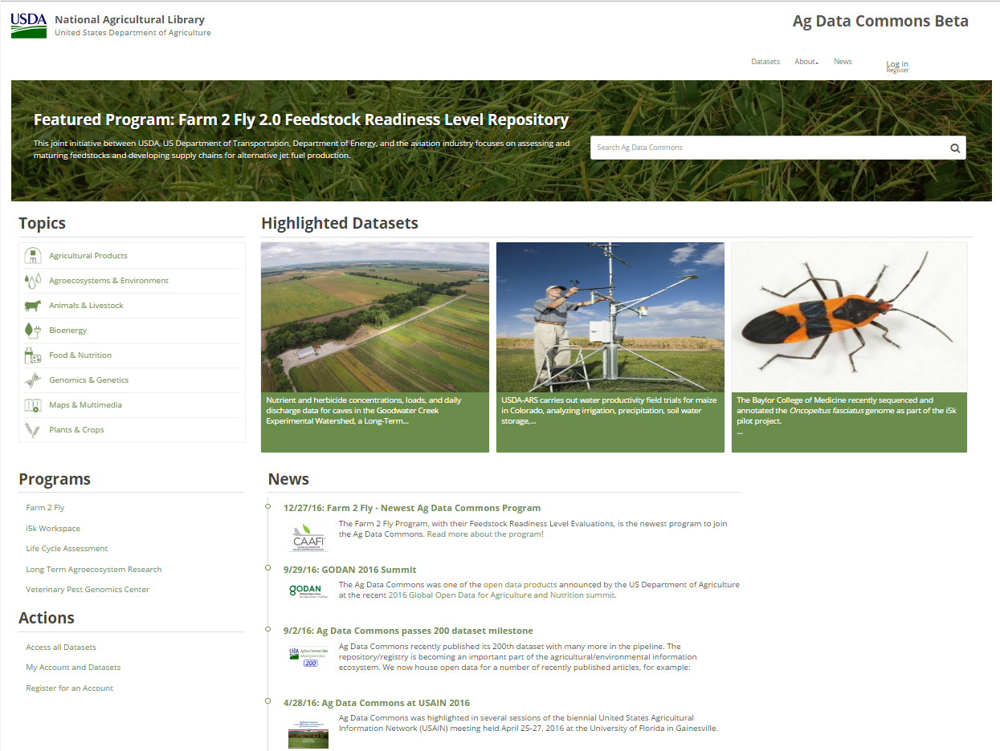 USDA
National Agricultural Library
United States Department of Agriculture
Ag Data Commons Beta
Datasets
About
News
Log in
Register
Featured Program: Farm 2 Fly 2.0 Feedstock Readiness Level Repository
This joint initiative between USDA, US Department of Transportation, Department of Energy, and the aviation industry focuses on assessing and
maturing feedstocks and developing supply chains for alternative jet fuel production.
Search Ag Data Commons
Topics
Agricultural Products
Agroecosystems & Environment
Animals & Livestock
Bioenergy
Food & Nutrition
Genomics & Genetics
Maps & Multimedia
Plants & Crops
Highlighted Datasets
Nutrient and herbicide concentrations, loads, and daily
discharge data for caves in the Goodwater Creek
Experimental Watershed, a Long-Term...
USDA-ARS carries out water productivity field trials for maize
in Colorado, analyzing irrigation, precipitation, soil water
storage,...
The Baylor College of Medicine recently sequenced and
annotated the Oncopeltus fasciatus genome as part of the i5k
pilot project.
...
Programs
Farm 2 Fly
i5k Workspace
Life Cycle Assessment
Long Term Agroecosystem Research
Veterinary Pest Genomics Center
Actions
Access all Datasets
My Account and Datasets
Register for an Account
News
12/27/16: Farm 2 Fly - Newest Ag Data Commons Program
CAAFI
The Farm 2 Fly Program, with their Feedstock Readiness Level Evaluations, is the newest program to join
the Ag Data Commons. Read more about the program!
9/29/16: GODAN 2016 Summit
GODAN
The Ag Data Commons was one of the open data products announced by the US Department of Agriculture
at the recent 2016 Global Open Data for Agriculture and Nutrition summit.
9/2/16: Ag Data Commons passes 200 dataset milestone
USDA Ag Data Commons Beta
200
Ag Data Commons recently published its 200th dataset with many more in the pipeline. The
repository/registry is becoming an important part of the agricultural/environmental information
ecosystem. We now house open data for a number of recently published articles, for example:
4/28/16: Ag Data Commons at USAIN 2016
Ag Data Commons was highlighted in several sessions of the biennial United States Agricultural
Information Network (USAIN) meeting held April 25-27, 2016 at the University of Florida in Gainesville.